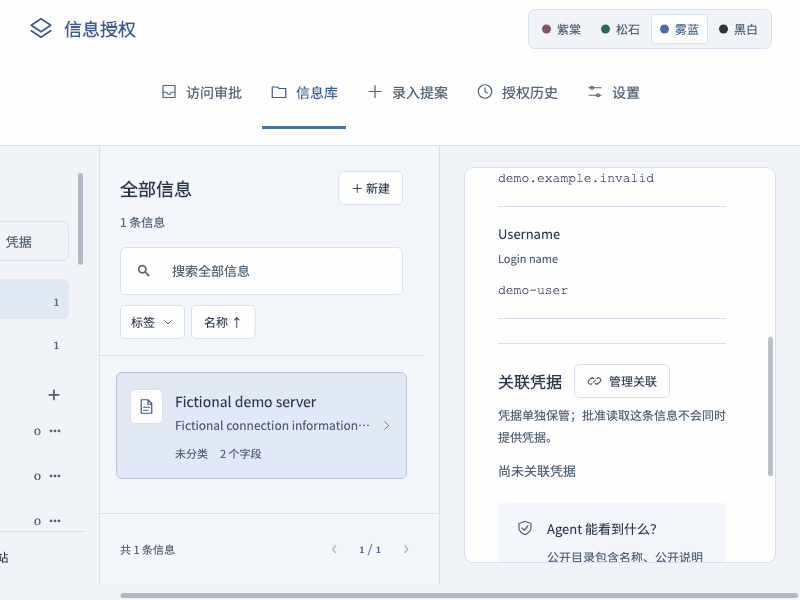 信息授权
紫棠
松石
雾蓝
黑白
访问审批
信息库
录入提案
授权历史
设置
凭据
1
1
o
o
o
站
全部信息
新建
1 条信息
搜索全部信息
标签
名称 ↑
Fictional demo server
Fictional connection information…
未分类 2 个字段
共 1 条信息
1 / 1
demo.example.invalid
Username
Login name
demo-user
关联凭据
管理关联
凭据单独保管；批准读取这条信息不会同时
提供凭据。
尚未关联凭据
Agent 能看到什么？
公开目录包含名称、公开说明